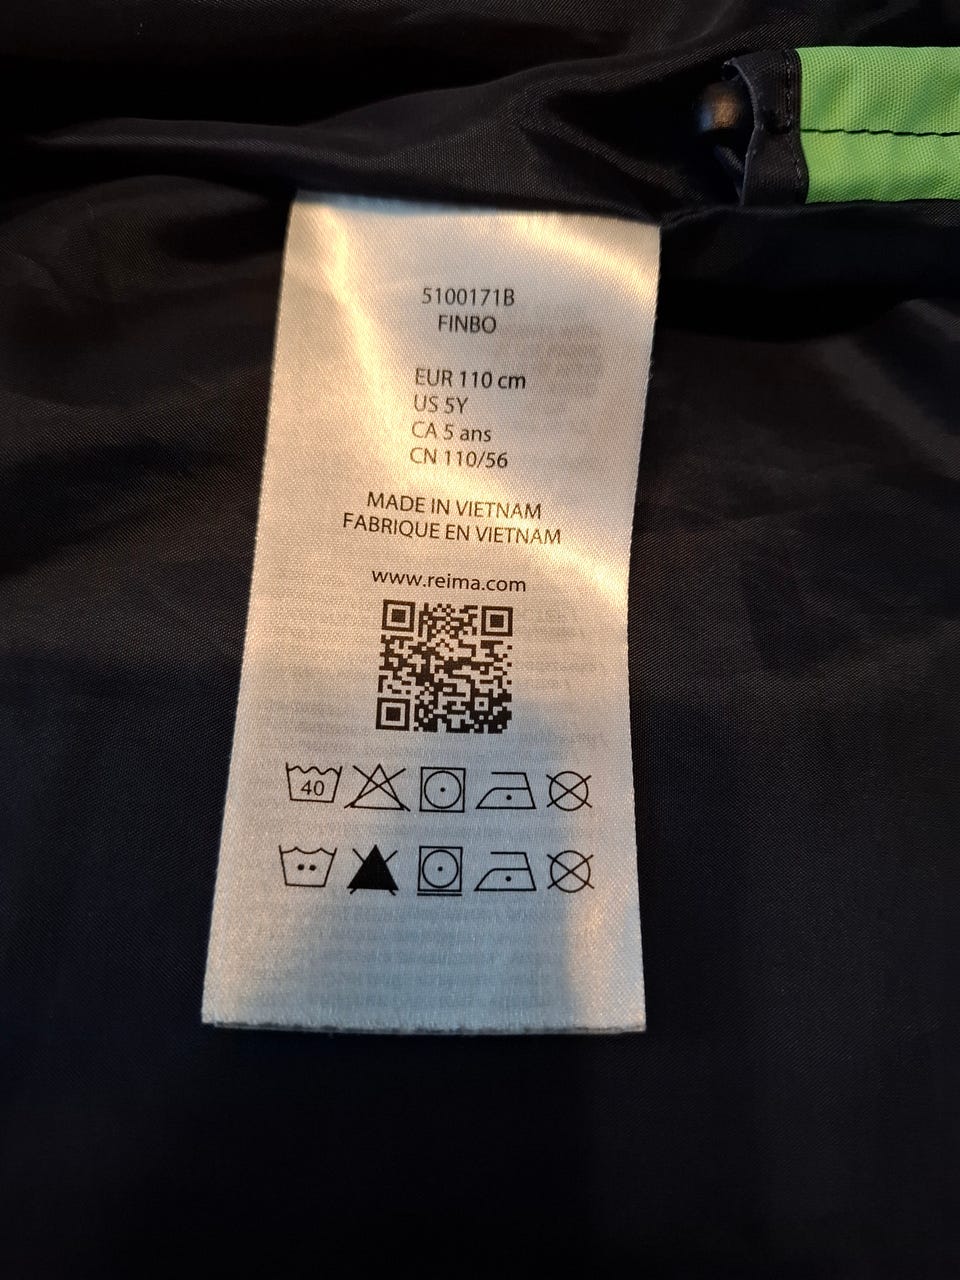 5100171B
FINBO
EUR 110 cm
US 5Y
CA 5 ans
CN 110/56
MADE IN VIETNAM
FABRIQUE EN VIETNAM
www.reima.com
40